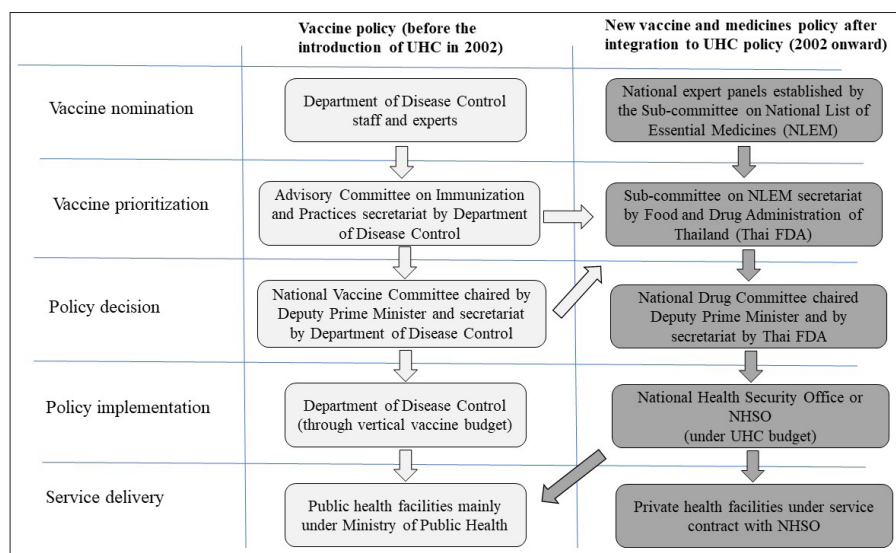 Vaccine policy (before the
introduction of UHC in 2002)
New vaccine and medicines policy after
integration to UHC policy (2002 onward)
Vaccine nomination
Department of Disease Control
staff and experts
National expert panels established by
the Sub-committee on National List of
Essential Medicines (NLEM)
Vaccine prioritization
Advisory Committee on Immunization
and Practices secretariat by Department
of Disease Control
Sub-committee on NLEM secretariat
by Food and Drug Administration of
Thailand (Thai FDA)
Policy decision
National Vaccine Committee chaired by
Deputy Prime Minister and secretariat
by Department of Disease Control
National Drug Committee chaired
Deputy Prime Minister and by
secretariat by Thai FDA
Policy implementation
Department of Disease Control
(through vertical vaccine budget)
National Health Security Office or
NHSO
(under UHC budget)
Service delivery
Public health facilities mainly
under Ministry of Public Health
Private health facilities under service
contract with NHSO